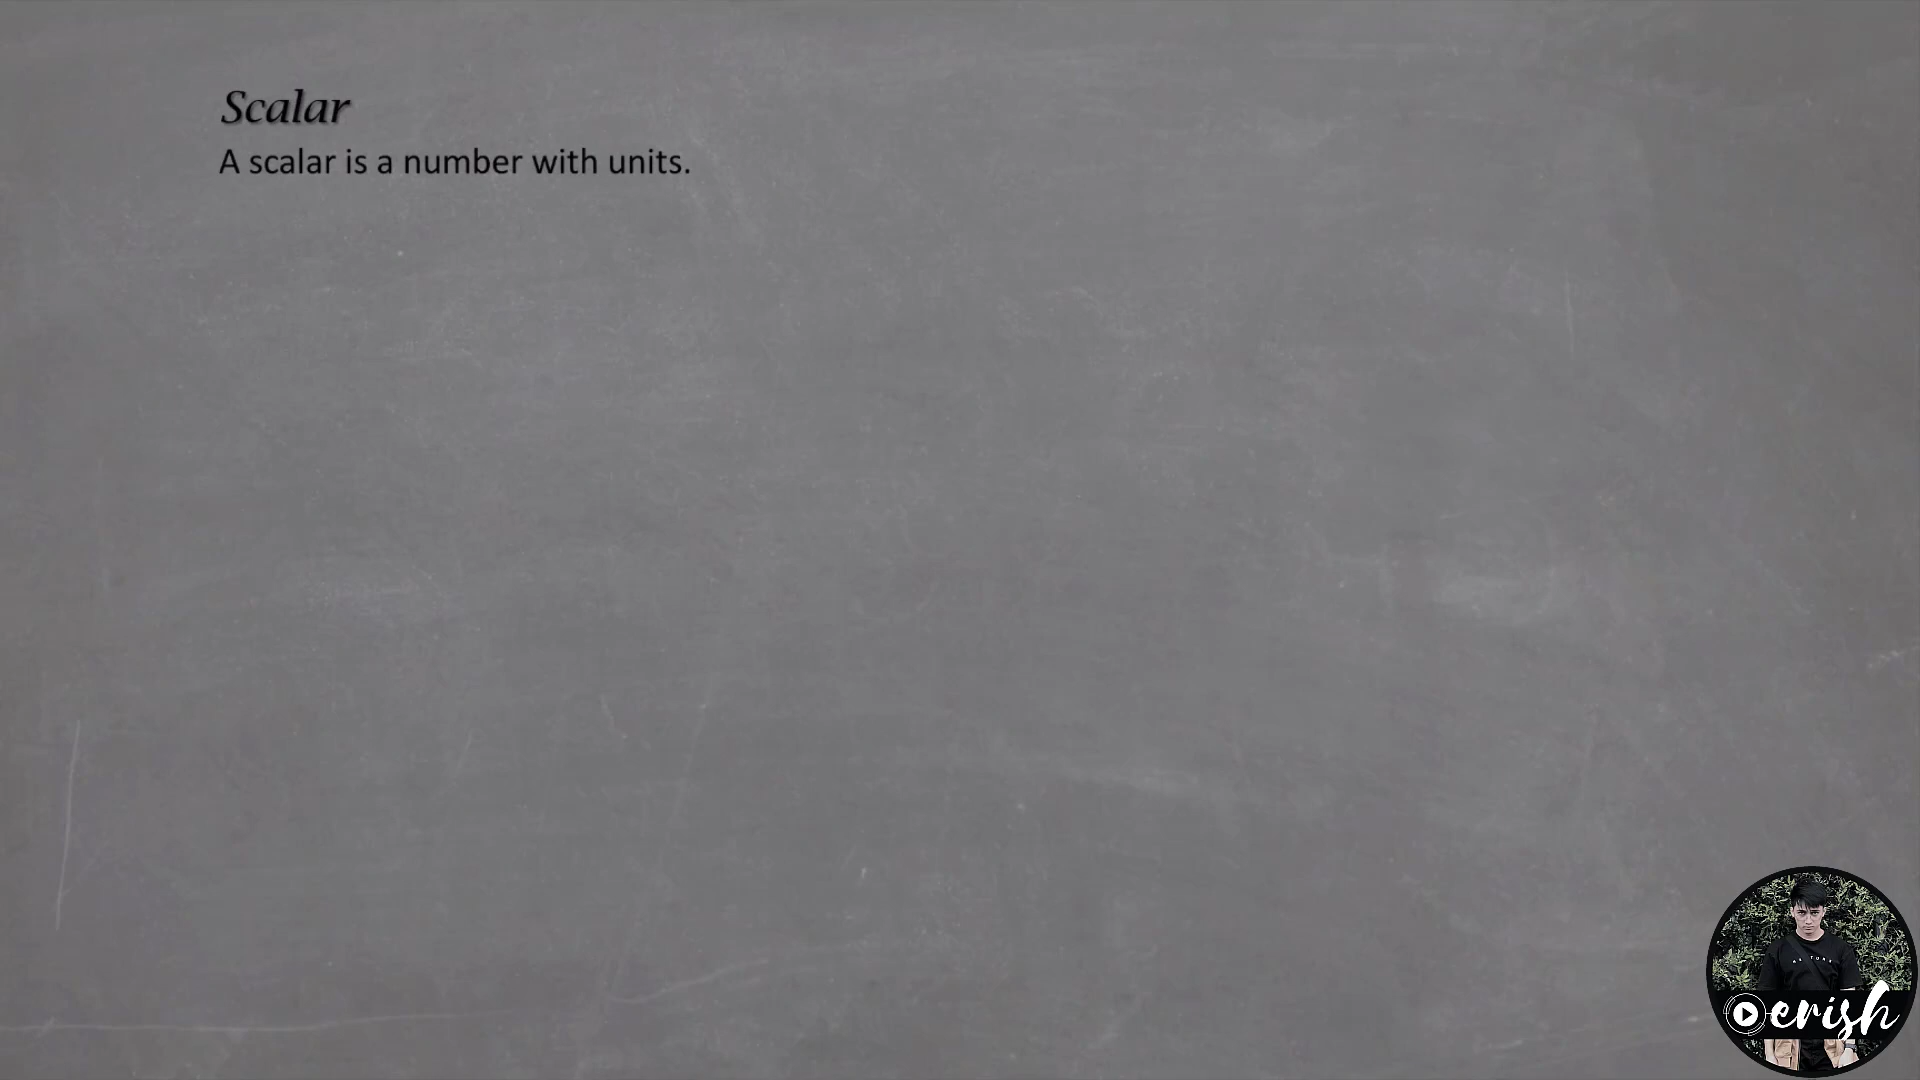 Scalar
A scalar is a number with units.
erish